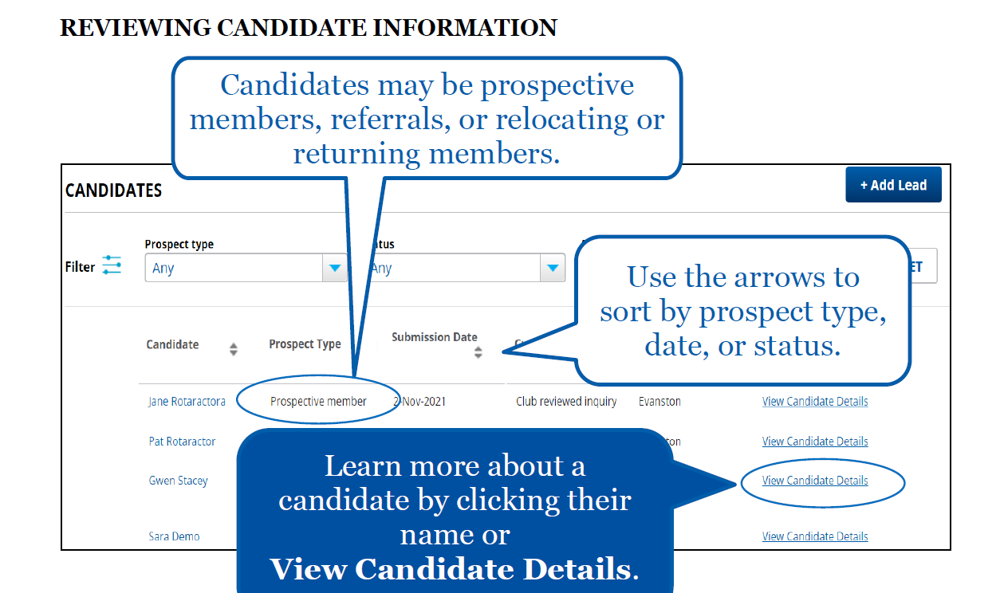 REVIEWING CANDIDATE INFORMATION
Candidates may be prospective
members, referrals, or relocating or
returning members.
CANDIDATES
+ Add Lead
Filter
Prospect type
Any
Any
Use the arrows to
sort by prospect type,
date, or status.
Candidate
Prospect Type
Submission Date
Jane Rotaractora Prospective member 2-Nov-2021 Club reviewed inquiry Evanston View Candidate Details
Pat Rotaractor View Candidate Details
Gwen Stacey View Candidate Details
Sara Demo View Candidate Details
Learn more about a
candidate by clicking their
name or
View Candidate Details.